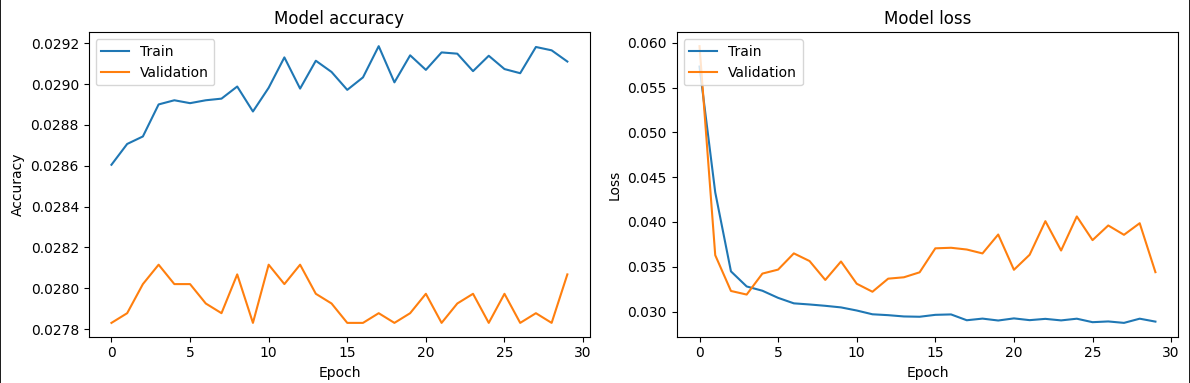 Model accuracy
Train
Validation
0.0292
0.0290
0.0288
0.0286
0.0284
0.0282
0.0280
0.0278
Accuracy
0 5 10 15 20 25 30
Epoch
Model loss
Train
Validation
0.060
0.055
0.050
0.045
0.040
0.035
0.030
Loss
0 5 10 15 20 25 30
Epoch